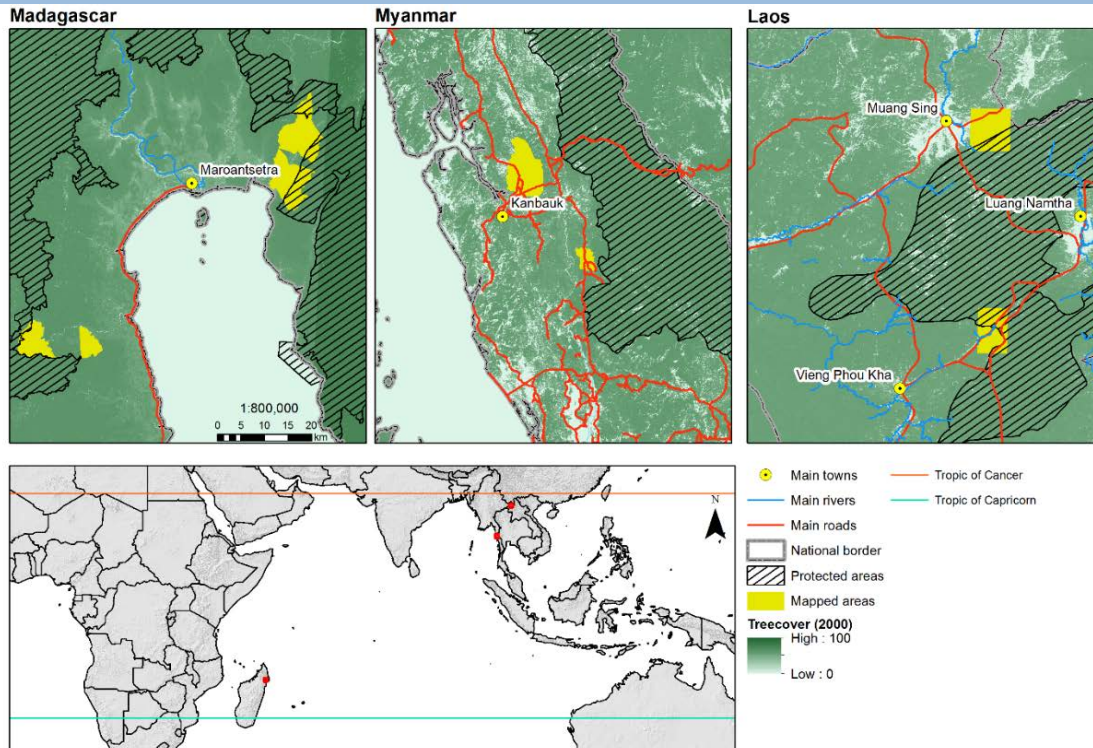 Madagascar
Maroantsetra
1:800,000
0 5 10 20
km
Myanmar
Kanbauk
Laos
Muang Sing
Luang Namtha
Vieng Phou Kha
N
Main towns
Main rivers
Main roads
National border
Protected areas
Mapped areas
Treecover (2000)
High : 100
Low : 0
Tropic of Cancer
Tropic of Capricorn